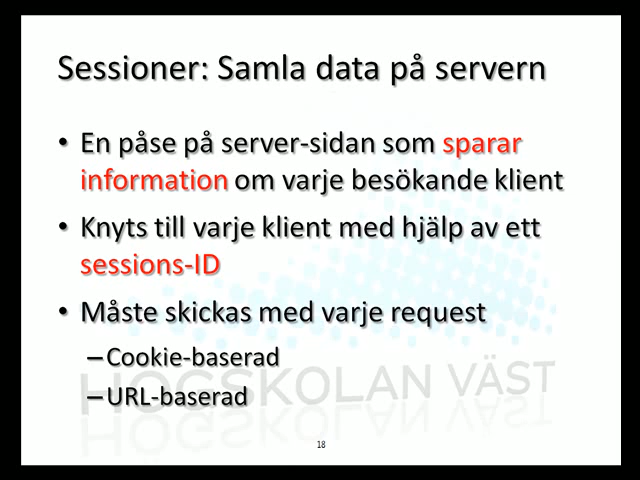 Sessioner: Samla data på servern
• En påse på server-sidan som sparar
information om varje besökande klient
• Knyts till varje klient med hjälp av ett
sessions-ID
• Måste skickas med varje request
–Cookie-baserad
–URL-baserad
HÖGSKOLAN VÄST
18